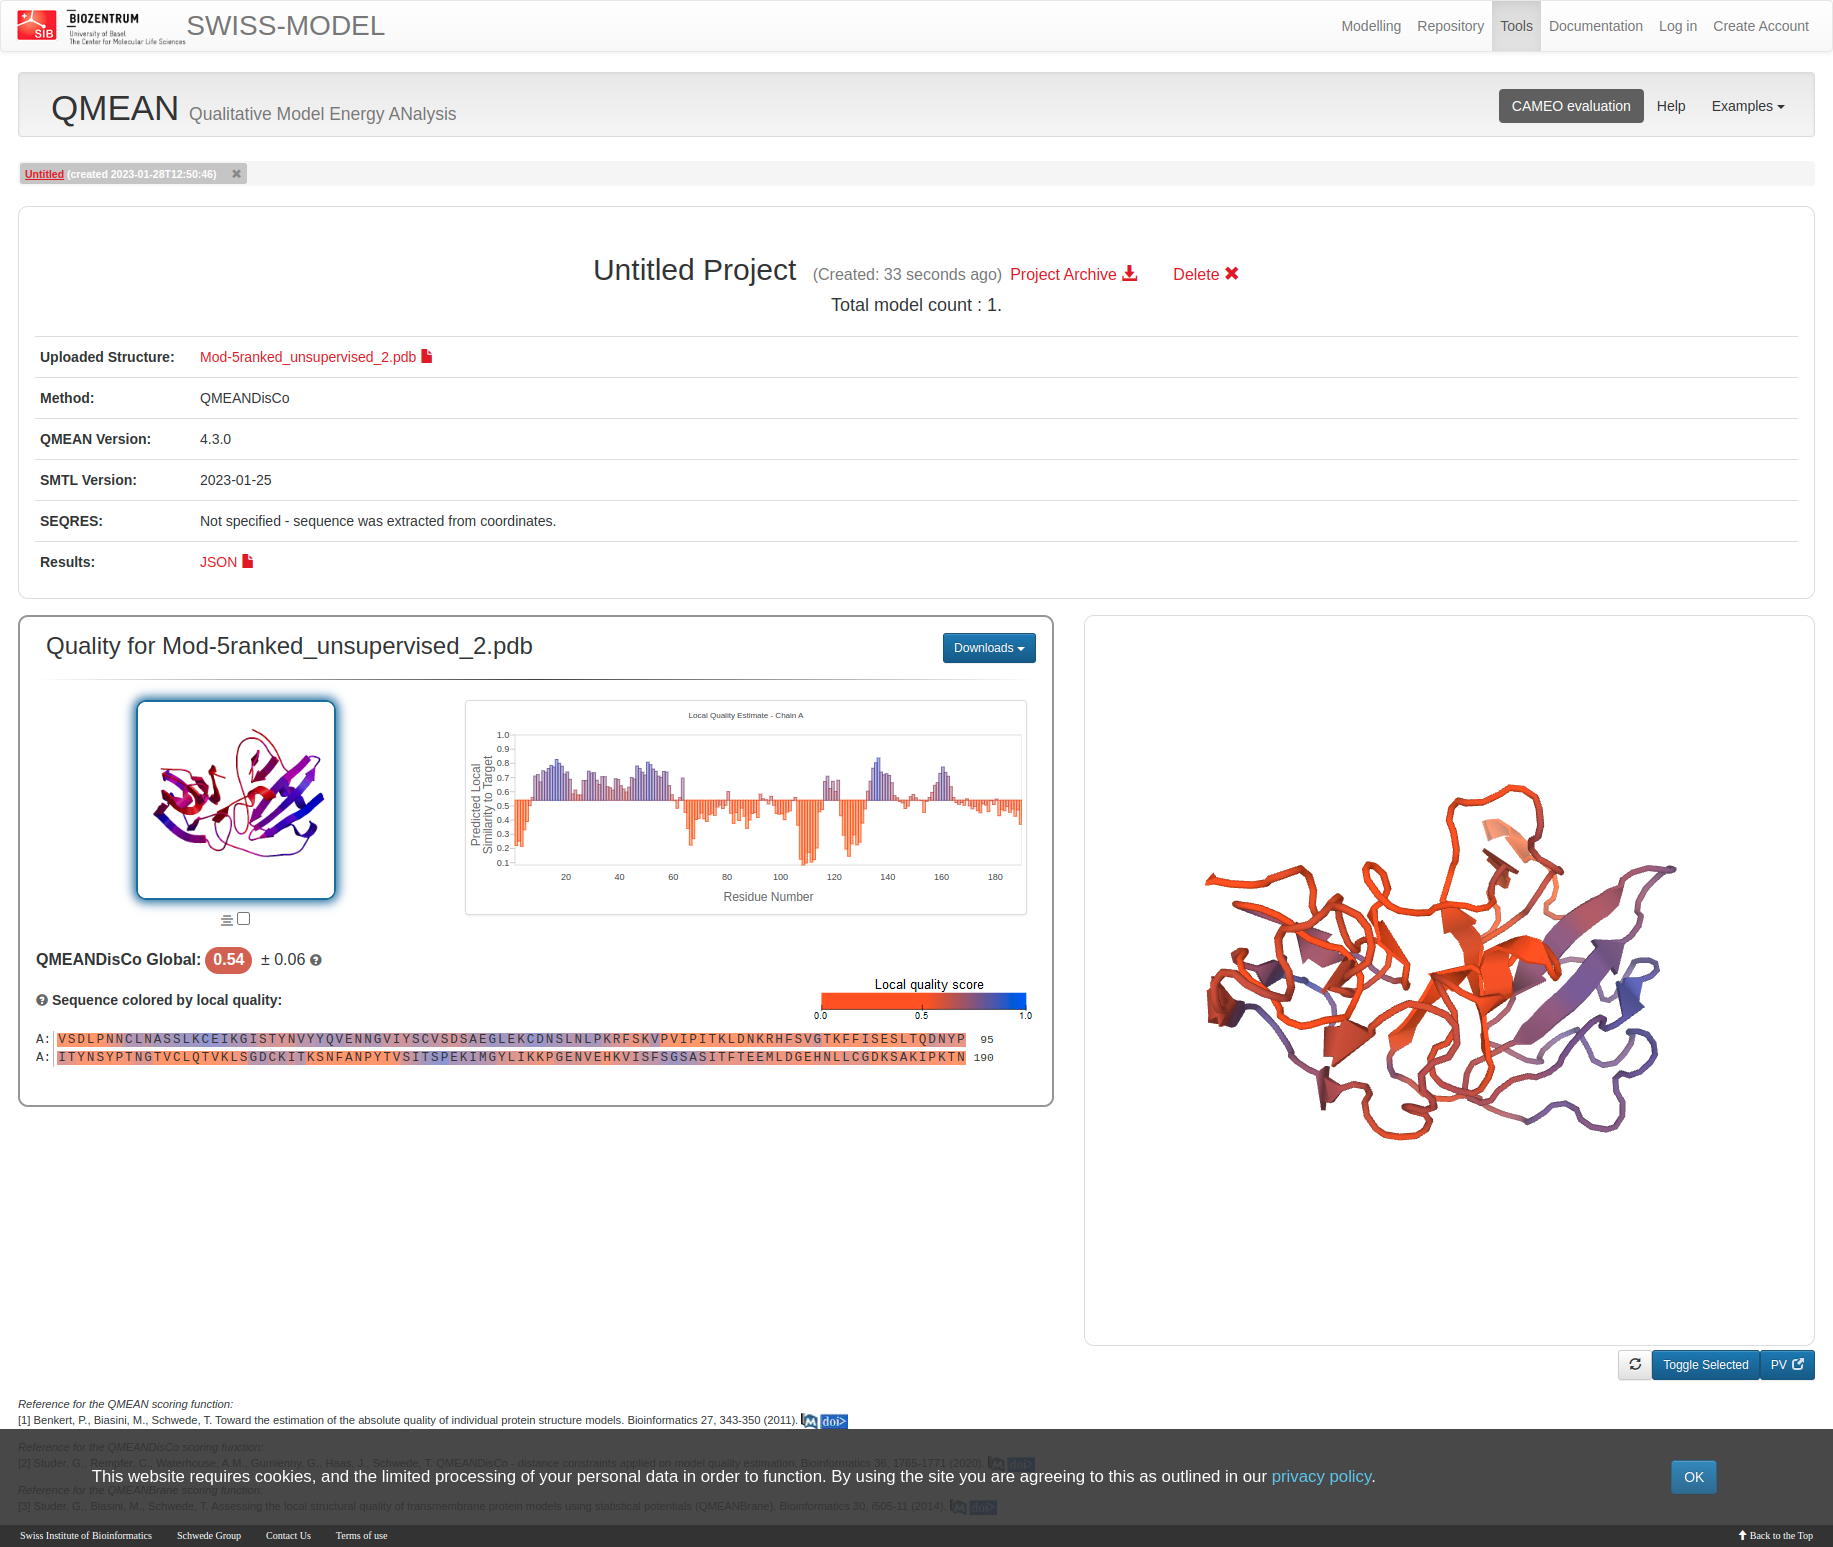 SIB
BIOZENTRUM
University of Basel
The Center for Molecular Life Sciences
SWISS-MODEL
Modelling Repository Tools Documentation Log in Create Account
QMEAN Qualitative Model Energy ANalysis
CAMEO evaluation Help Examples
Untitled (created 2023-01-28T12:50:46)
Untitled Project (Created: 33 seconds ago) Project Archive Delete
Total model count : 1.
Uploaded Structure: Mod-5ranked_unsupervised_2.pdb
Method: QMEANDisCo
QMEAN Version: 4.3.0
SMTL Version: 2023-01-25
SEQRES: Not specified - sequence was extracted from coordinates.
Results: JSON
Quality for Mod-5ranked_unsupervised_2.pdb
Downloads
Local Quality Estimate - Chain A
Predicted Local
Similarity to Target
1.0
0.9
0.8
0.7
0.6
0.5
0.4
0.3
0.2
0.1
20 40 60 80 100 120 140 160 180
Residue Number
QMEANDisCo Global: 0.54 ± 0.06
Sequence colored by local quality:
Local quality score
0.0 0.5 1.0
A: VSDLPNNCLNASSLKCEIKGISTYNVYYQVENNGVIYSCVSDSAEGLEKCDNSLNLPKRFSKVPVIPITKLDNKRHFSVGTKFFISESLTQDNYP 95
A: ITYNSYPTNGTVCLQTVKLSGDCKITKSNFANPYTVSITSPEKIMGYLIKKPGENVEHKVISFSGSASITFTEEMLDGEHNLLCGDKSAKIPKTN 190
Toggle Selected PV
Reference for the QMEAN scoring function:
[1] Benkert, P., Biasini, M., Schwede, T. Toward the estimation of the absolute quality of individual protein structure models. Bioinformatics 27, 343-350 (2011). M doi>
Reference for the QMEANDisCo scoring function:
[2] Studer, G., Rempfer, C., Waterhouse, A.M., Gumienny, G., Haas, J., Schwede, T. QMEANDisCo - distance constraints applied on model quality estimation. Bioinformatics 36, 1765-1771 (2020). M doi>
This website requires cookies, and the limited processing of your personal data in order to function. By using the site you are agreeing to this as outlined in our privacy policy.
OK
Reference for the QMEANBrane scoring function:
[3] Studer, G., Biasini, M., Schwede, T. Assessing the local structural quality of transmembrane protein models using statistical potentials (QMEANBrane). Bioinformatics 30, i505-11 (2014). M doi>
Swiss Institute of Bioinformatics Schwede Group Contact Us Terms of use
Back to the Top